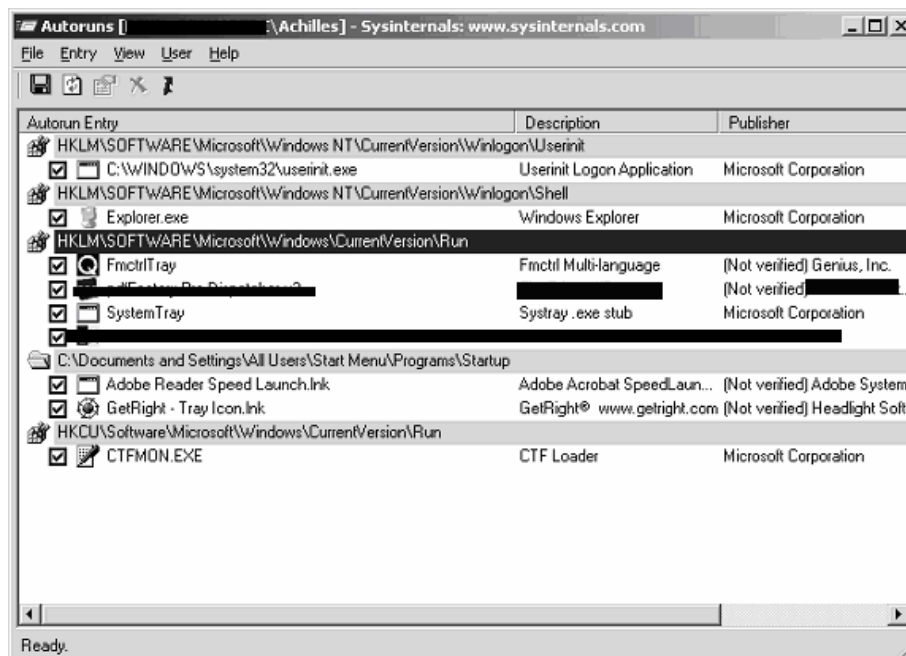 Autoruns [ \Achilles] - Sysinternals: www.sysinternals.com
File Entry View User Help
Autorun Entry Description Publisher
HKLM\SOFTWARE\Microsoft\Windows NT\CurrentVersion\Winlogon\Userinit
C:\WINDOWS\system32\userinit.exe Userinit Logon Application Microsoft Corporation
HKLM\SOFTWARE\Microsoft\Windows NT\CurrentVersion\Winlogon\Shell
Explorer.exe Windows Explorer Microsoft Corporation
HKLM\SOFTWARE\Microsoft\Windows\CurrentVersion\Run
FmctrlTray Fmctrl Multi-language (Not verified) Genius, Inc.
(Not verified)
SystemTray Systray .exe stub Microsoft Corporation
C:\Documents and Settings\All Users\Start Menu\Programs\Startup
Adobe Reader Speed Launch.lnk Adobe Acrobat SpeedLaun... (Not verified) Adobe System
GetRight - Tray Icon.lnk GetRight® www.getright.com (Not verified) Headlight Soft
HKCU\Software\Microsoft\Windows\CurrentVersion\Run
CTFMON.EXE CTF Loader Microsoft Corporation
Ready.